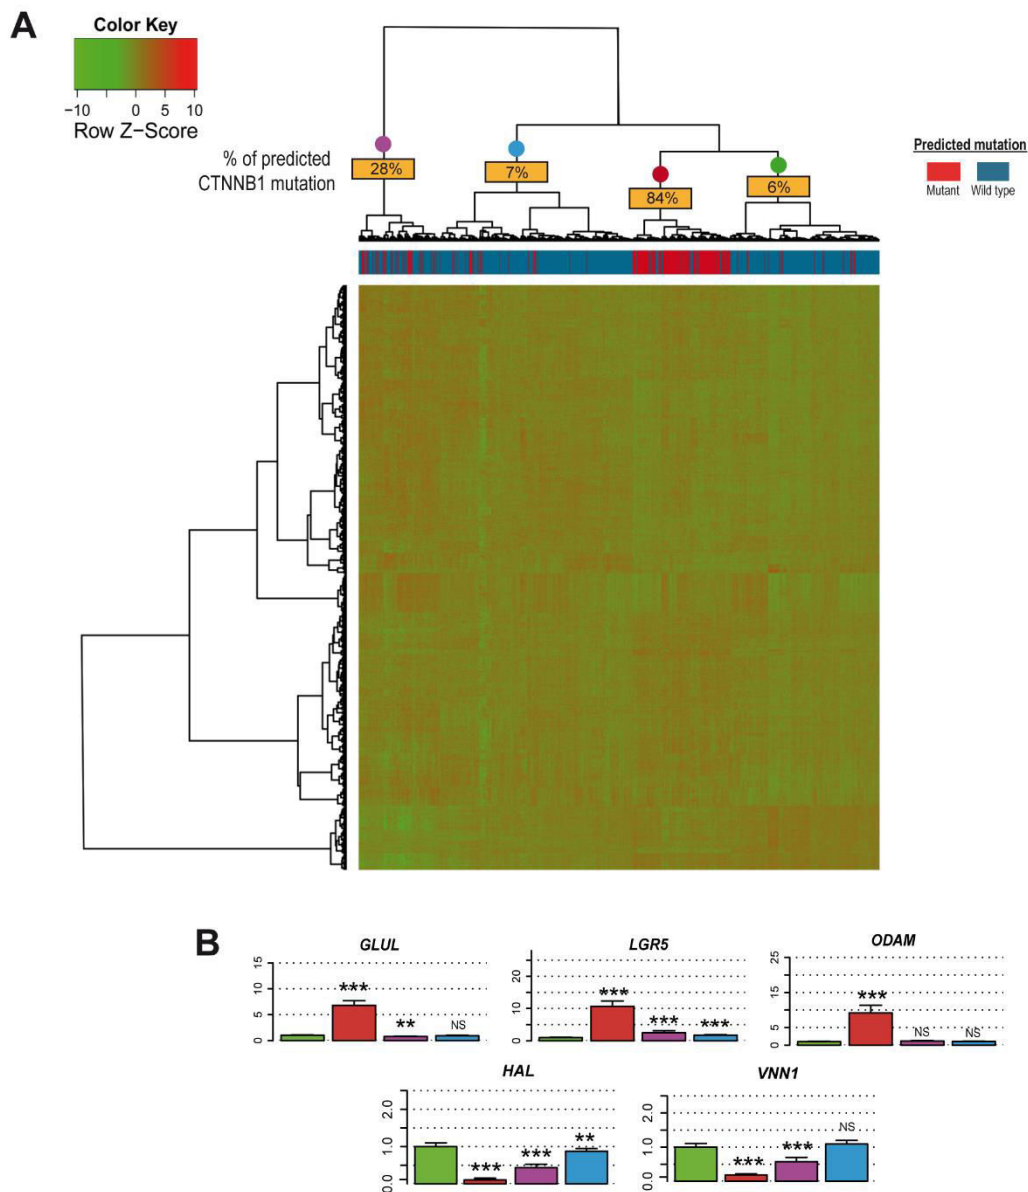 A
Color Key
−10 0 5 10
Row Z−Score
% of predicted
CTNNB1 mutation
28%
7%
84%
6%
Predicted mutation
Mutant Wild type
B
GLUL
15
10
5
0
***
**
NS
LGR5
20
10
0
***
***
***
ODAM
25
15
5
0
***
NS
NS
HAL
2.0
1.0
0.0
***
***
**
VNN1
2.0
1.0
0.0
***
***
NS